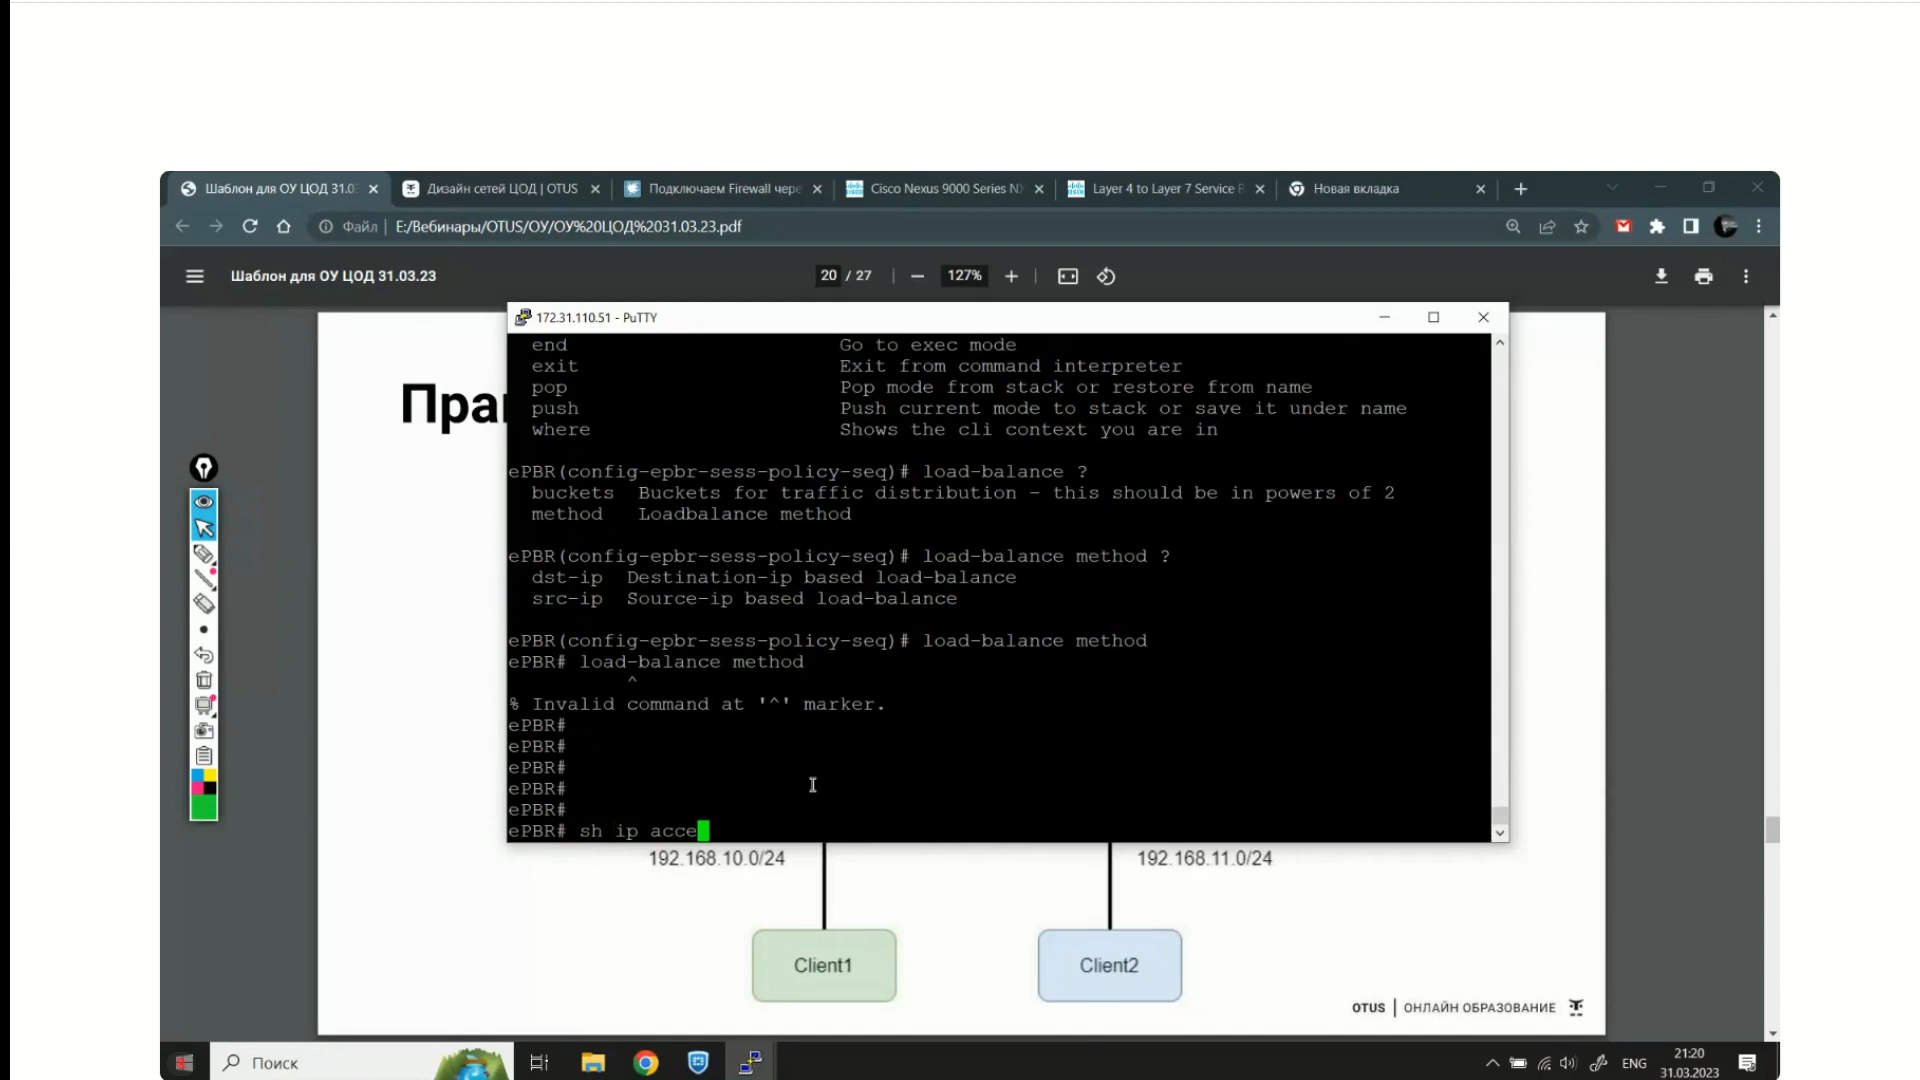 Шаблон для ОУ ЦОД 31.0
Дизайн сетей ЦОД | OTUS
Подключаем Firewall чере
Cisco Nexus 9000 Series N
Layer 4 to Layer 7 Service R
Новая вкладка
Файл
E:/Вебинары/OTUS/ОУ/ОУ%20ЦОД%2031.03.23.pdf
Шаблон для ОУ ЦОД 31.03.23
20 / 27
127%
172.31.110.51 - PuTTY
end Go to exec mode
exit Exit from command interpreter
pop Pop mode from stack or restore from name
push Push current mode to stack or save it under name
where Shows the cli context you are in
ePBR(config-epbr-sess-policy-seq)# load-balance ?
buckets Buckets for traffic distribution - this should be in powers of 2
method Loadbalance method
ePBR(config-epbr-sess-policy-seq)# load-balance method ?
dst-ip Destination-ip based load-balance
src-ip Source-ip based load-balance
ePBR(config-epbr-sess-policy-seq)# load-balance method
ePBR# load-balance method
^
% Invalid command at '^' marker.
ePBR#
ePBR#
ePBR#
ePBR#
ePBR#
ePBR# sh ip acce
192.168.10.0/24
192.168.11.0/24
Client1
Client2
OTUS | ОНЛАЙН ОБРАЗОВАНИЕ
Поиск
ENG
21:20
31.03.2023